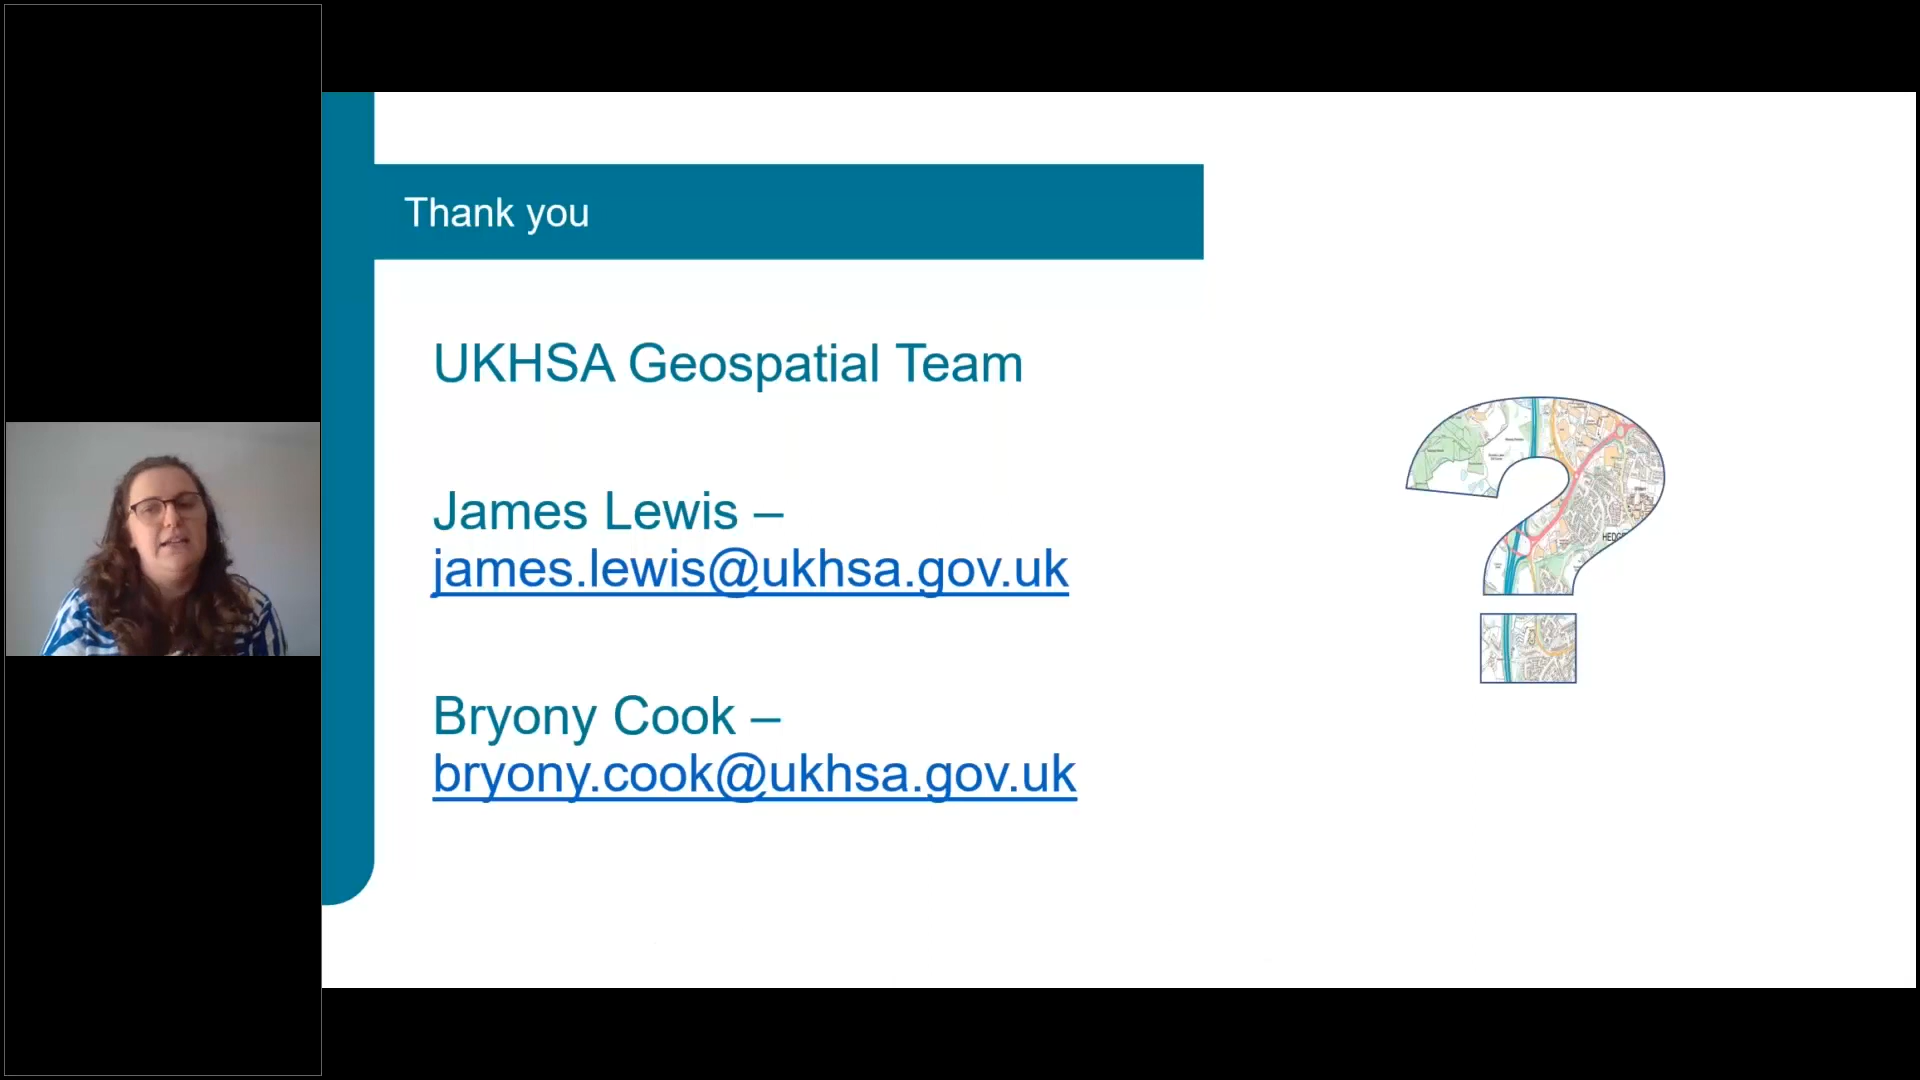 Thank you
UKHSA Geospatial Team
James Lewis –
james.lewis@ukhsa.gov.uk
Bryony Cook –
bryony.cook@ukhsa.gov.uk